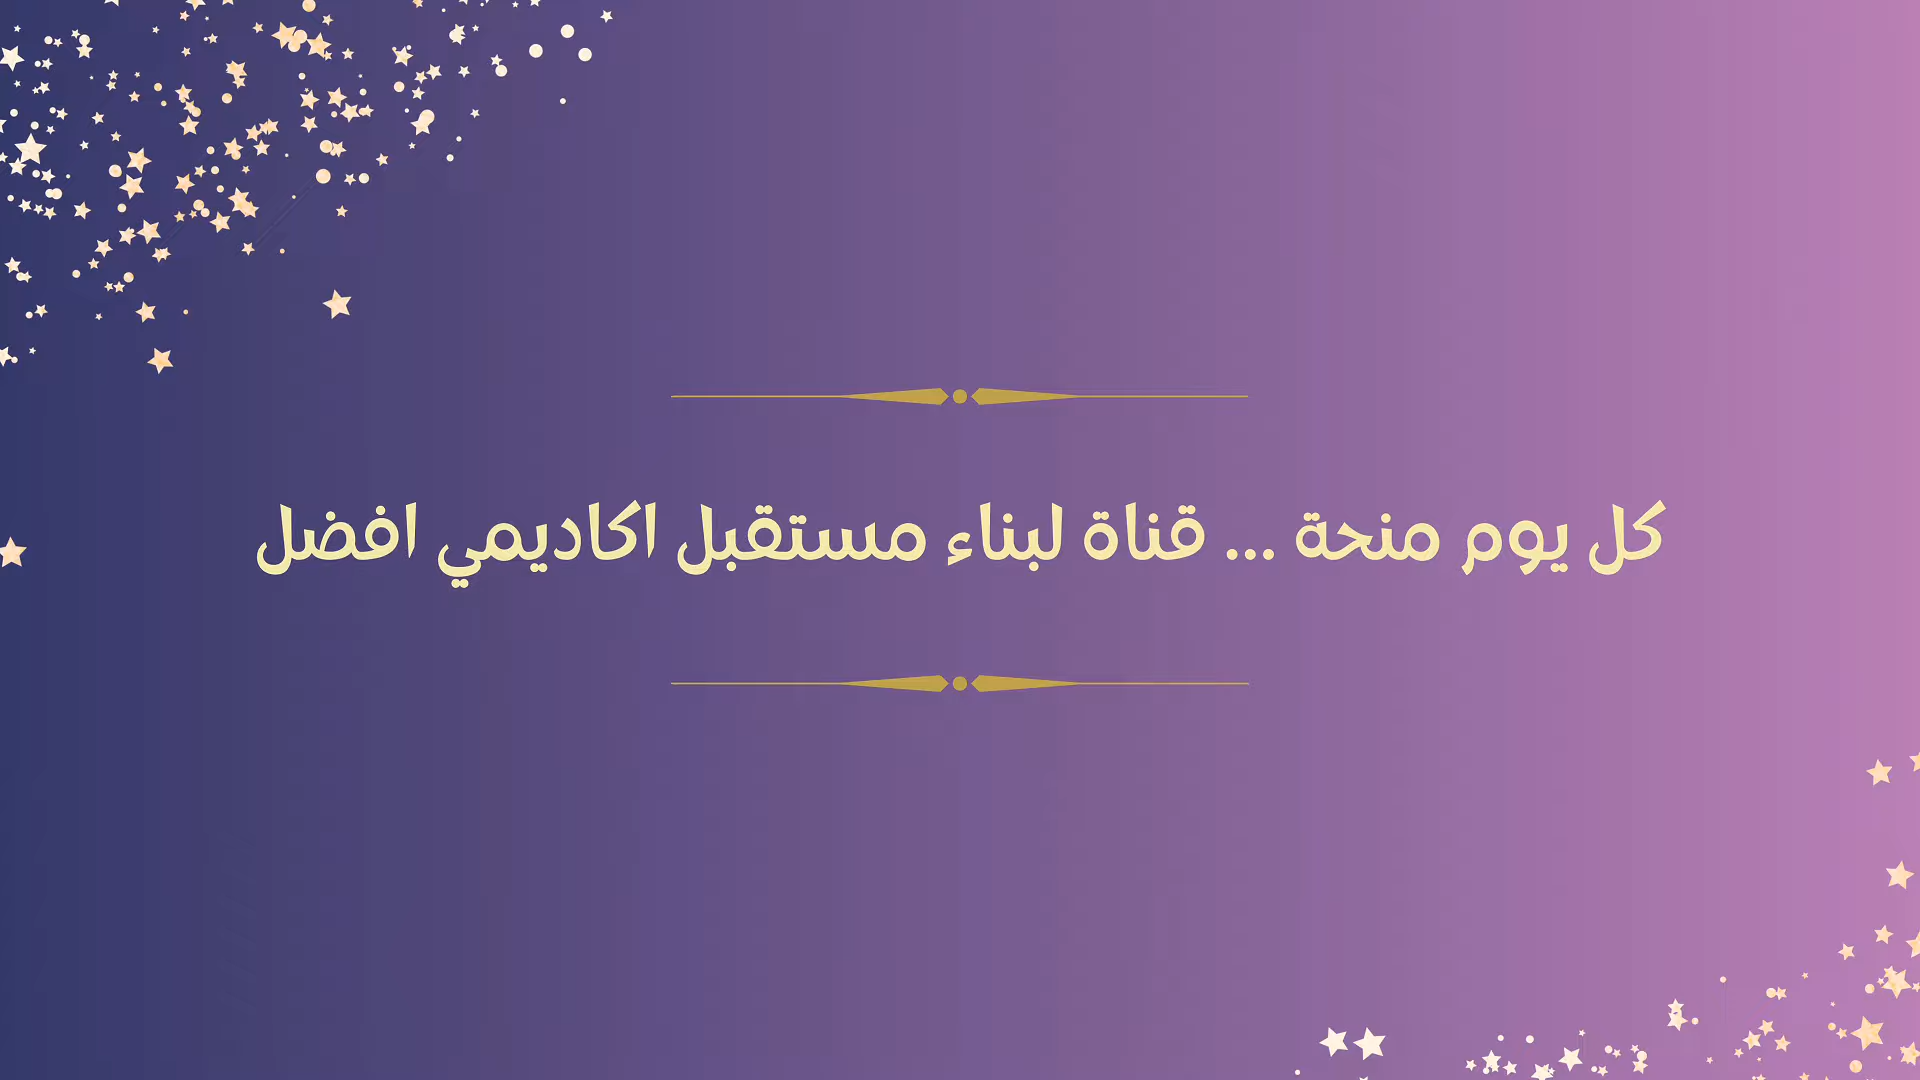 كل يوم منحة ... قناة لبناء مستقبل اكاديمي افضل